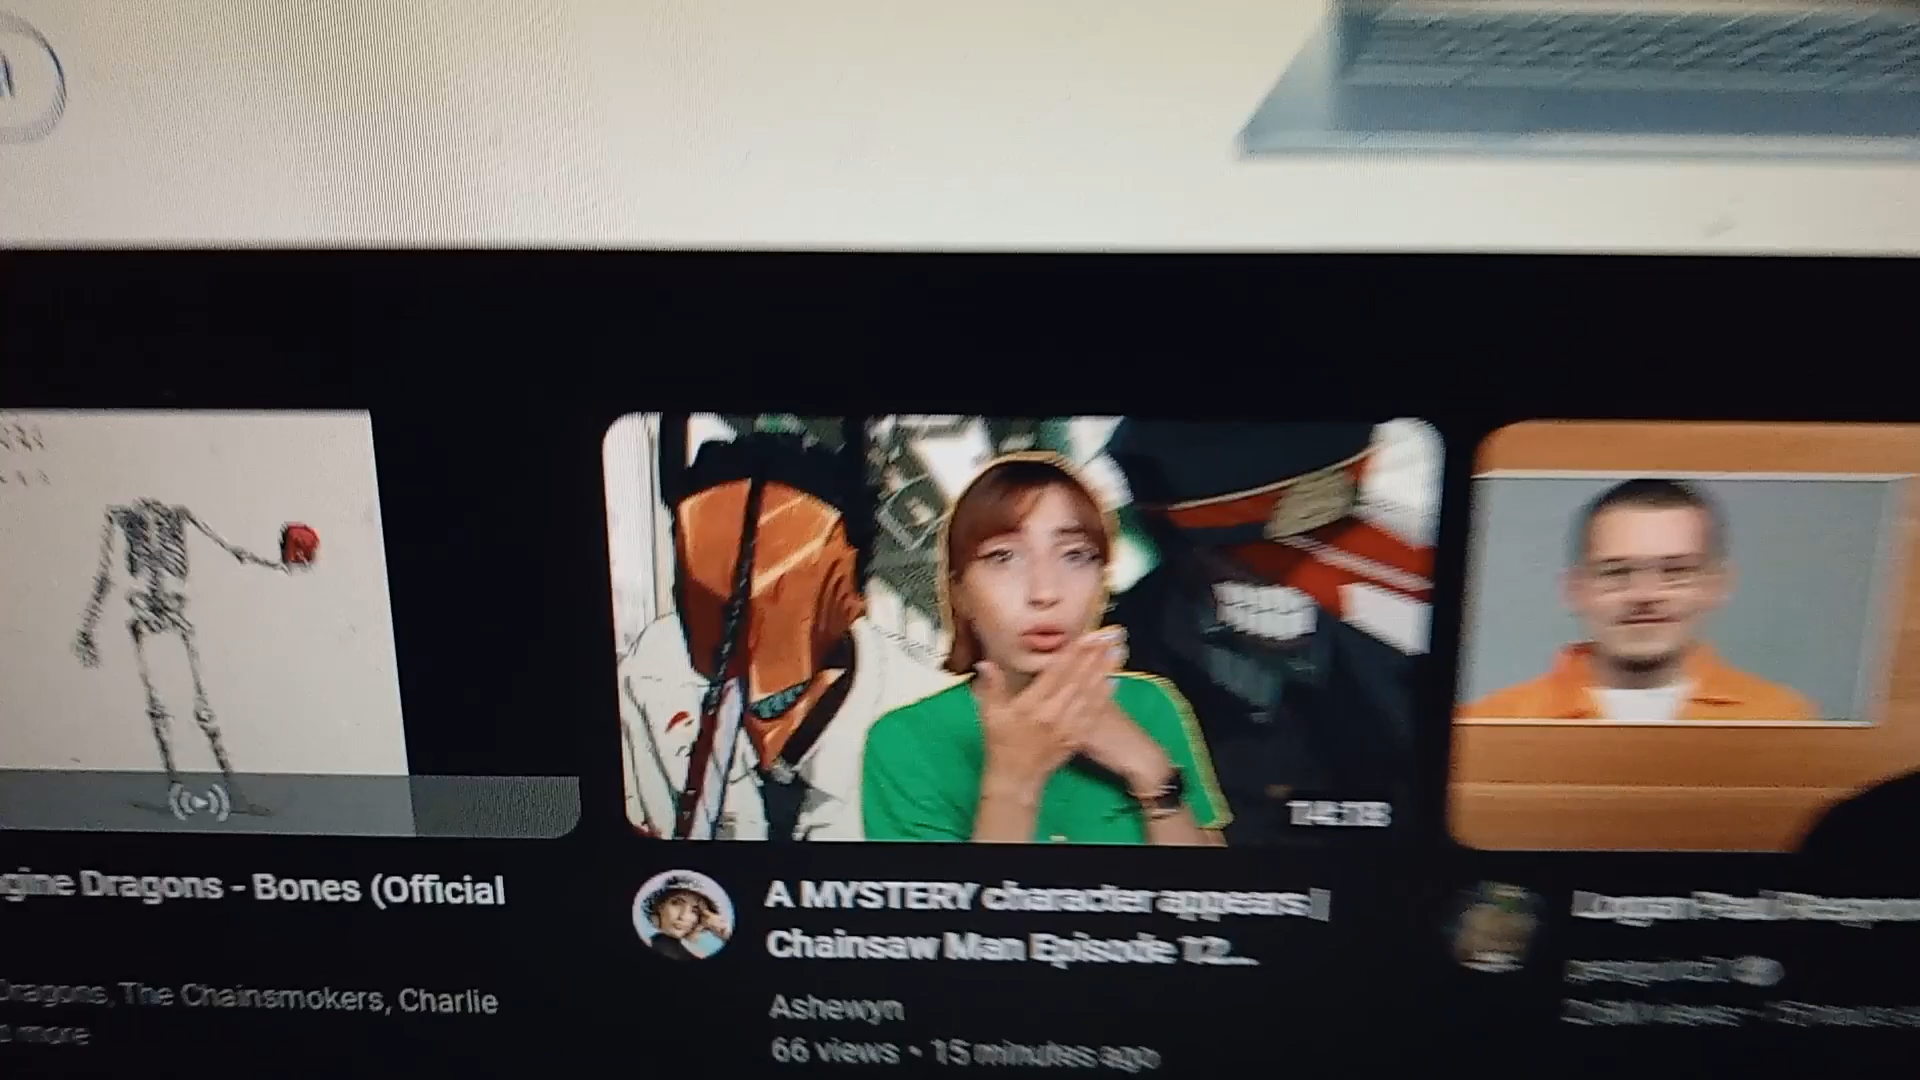 gine Dragons - Bones (Official
Dragons, The Chainsmokers, Charlie
more
A MYSTERY character appears |
Chainsaw Man Episode 12...
Ashewyn
66 views • 15 minutes ago